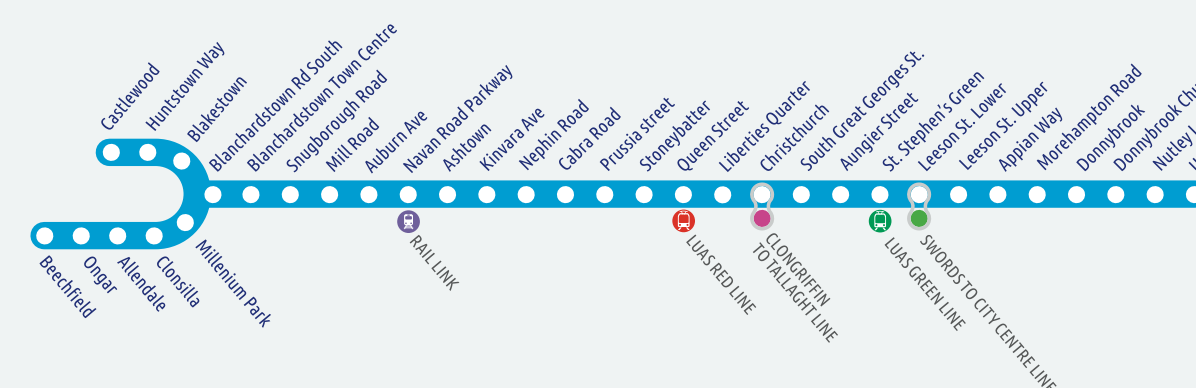 Castlewood
Huntstown Way
Blakestown
Blanchardstown Rd South
Blanchardstown Town Centre
Snugborough Road
Mill Road
Auburn Ave
Navan Road Parkway
Ashtown
Kinvara Ave
Nephin Road
Cabra Road
Prussia street
Stoneybatter
Queen Street
Liberties Quarter
Christchurch
South Great Georges St.
Aungier Street
St. Stephen's Green
Leeson St. Lower
Leeson St. Upper
Appian Way
Morehampton Road
Donnybrook
Donnybrook Chu
Nutley
Beechfield
Ongar
Allendale
Clonsilla
Millenium Park
RAIL LINK
LUAS RED LINE
CLONGRIFFIN
TO TALLAGHT LINE
LUAS GREEN LINE
SWORDS TO CITY CENTRE LINE